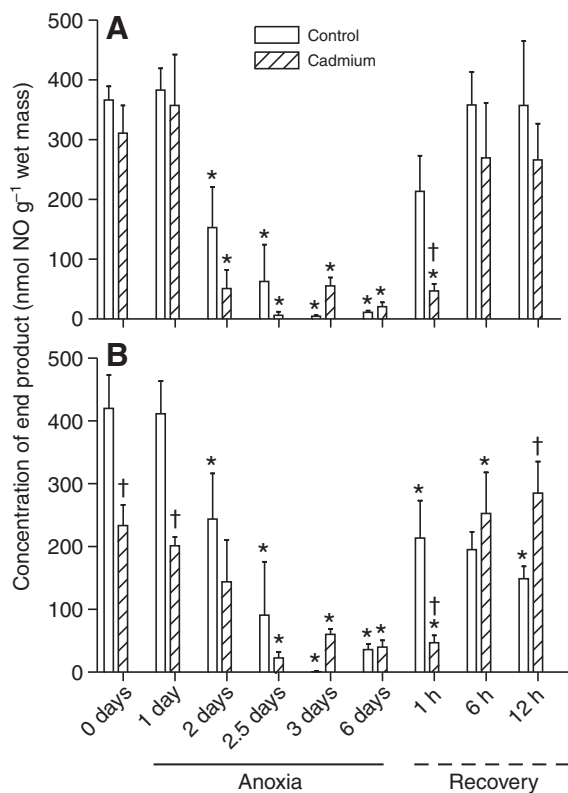 Concentration of end product (nmol NO g⁻¹ wet mass)
A
Control
Cadmium
500
400
300
200
100
0
* * * * * * * * † *
B
500
400
300
200
100
0
† † * * * * * * * * † * * * †
0 days
1 day
2 days
2.5 days
3 days
6 days
1 h
6 h
12 h
Anoxia
Recovery